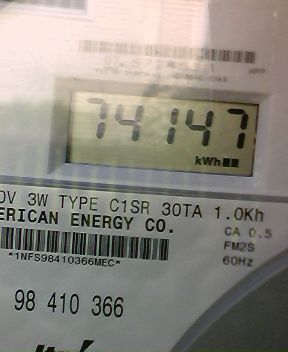 74147
kWh
0V 3W TYPE C1SR 30TA 1.0Kh
ERICAN ENERGY CO.
CA 0.5
FM2S
60Hz
*1NFS98410366MEC*
98 410 366